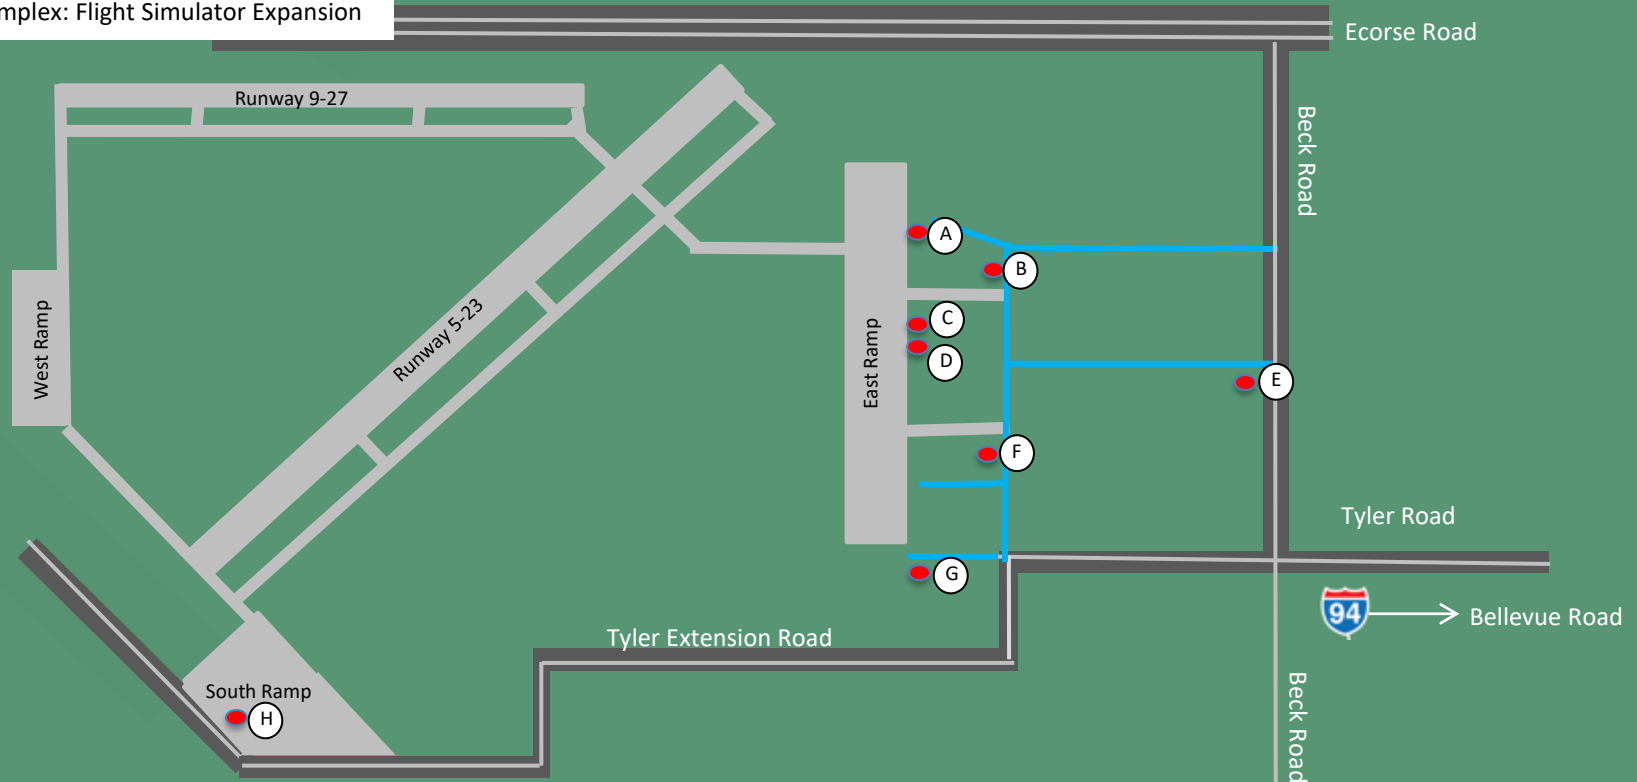 Flight Simulator Expansion
Ecorse Road
Runway 9-27
Beck Road
A
B
C
D
E
F
G
H
West Ramp
Runway 5-23
East Ramp
Tyler Road
94
Bellevue Road
Tyler Extension Road
South Ramp
Beck Road